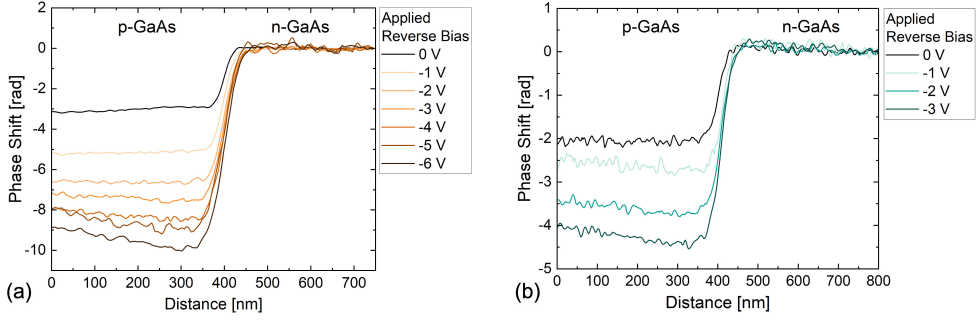 p-GaAs n-GaAs
Applied
Reverse Bias
0 V
-1 V
-2 V
-3 V
-4 V
-5 V
-6 V
Phase Shift [rad]
2
0
-2
-4
-6
-8
-10
0 100 200 300 400 500 600 700
Distance [nm]
(a)
p-GaAs n-GaAs
Applied
Reverse Bias
0 V
-1 V
-2 V
-3 V
Phase Shift [rad]
1
0
-1
-2
-3
-4
-5
0 100 200 300 400 500 600 700 800
Distance [nm]
(b)